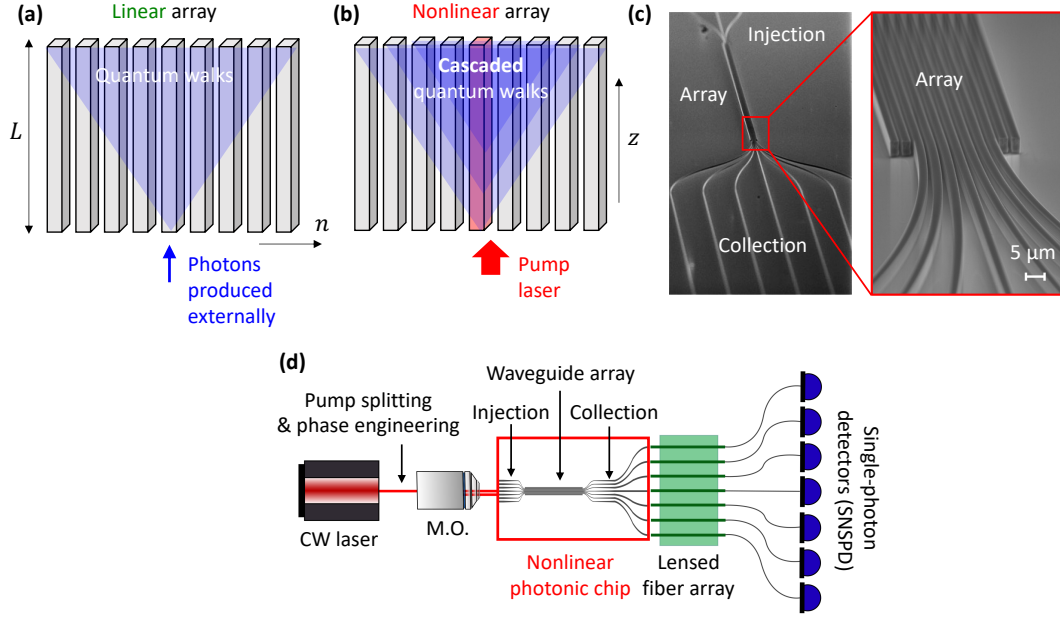 (a)
Linear array
L
Quantum walks
n
Photons
produced
externally
(b)
Nonlinear array
Cascaded
quantum walks
z
Pump
laser
(c)
Injection
Array
Collection
Array
5 μm
(d)
Waveguide array
Pump splitting
& phase engineering
Injection
Collection
CW laser
M.O.
Nonlinear
photonic chip
Lensed
fiber array
Single-photon
detectors (SNSPD)